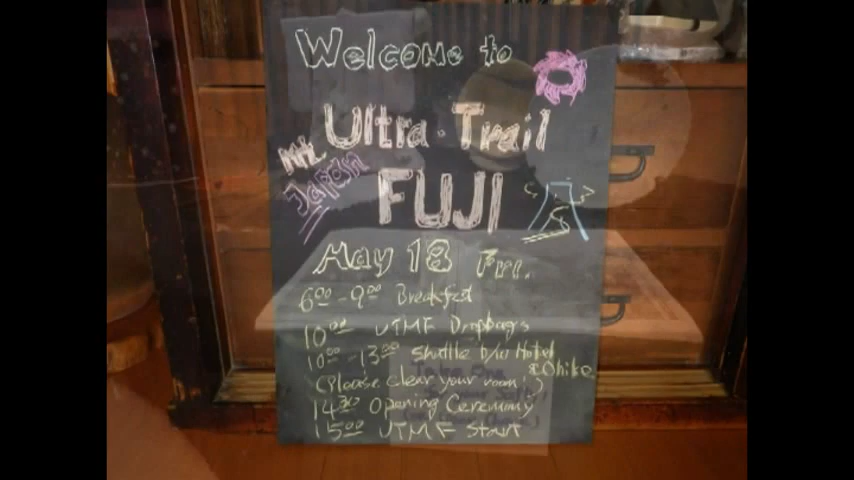 Welcome to
Ultra·Trail
Mt.
Japan
FUJI
May 18 Fri.
6:00-9:00 Breakfast
10:00 UTMF Dropbags
10:00-13:00 Shuttle b/w Hotel
& Ohike
(Please clear your room)
14:30 Opening Ceremony
15:00 UTMF Start